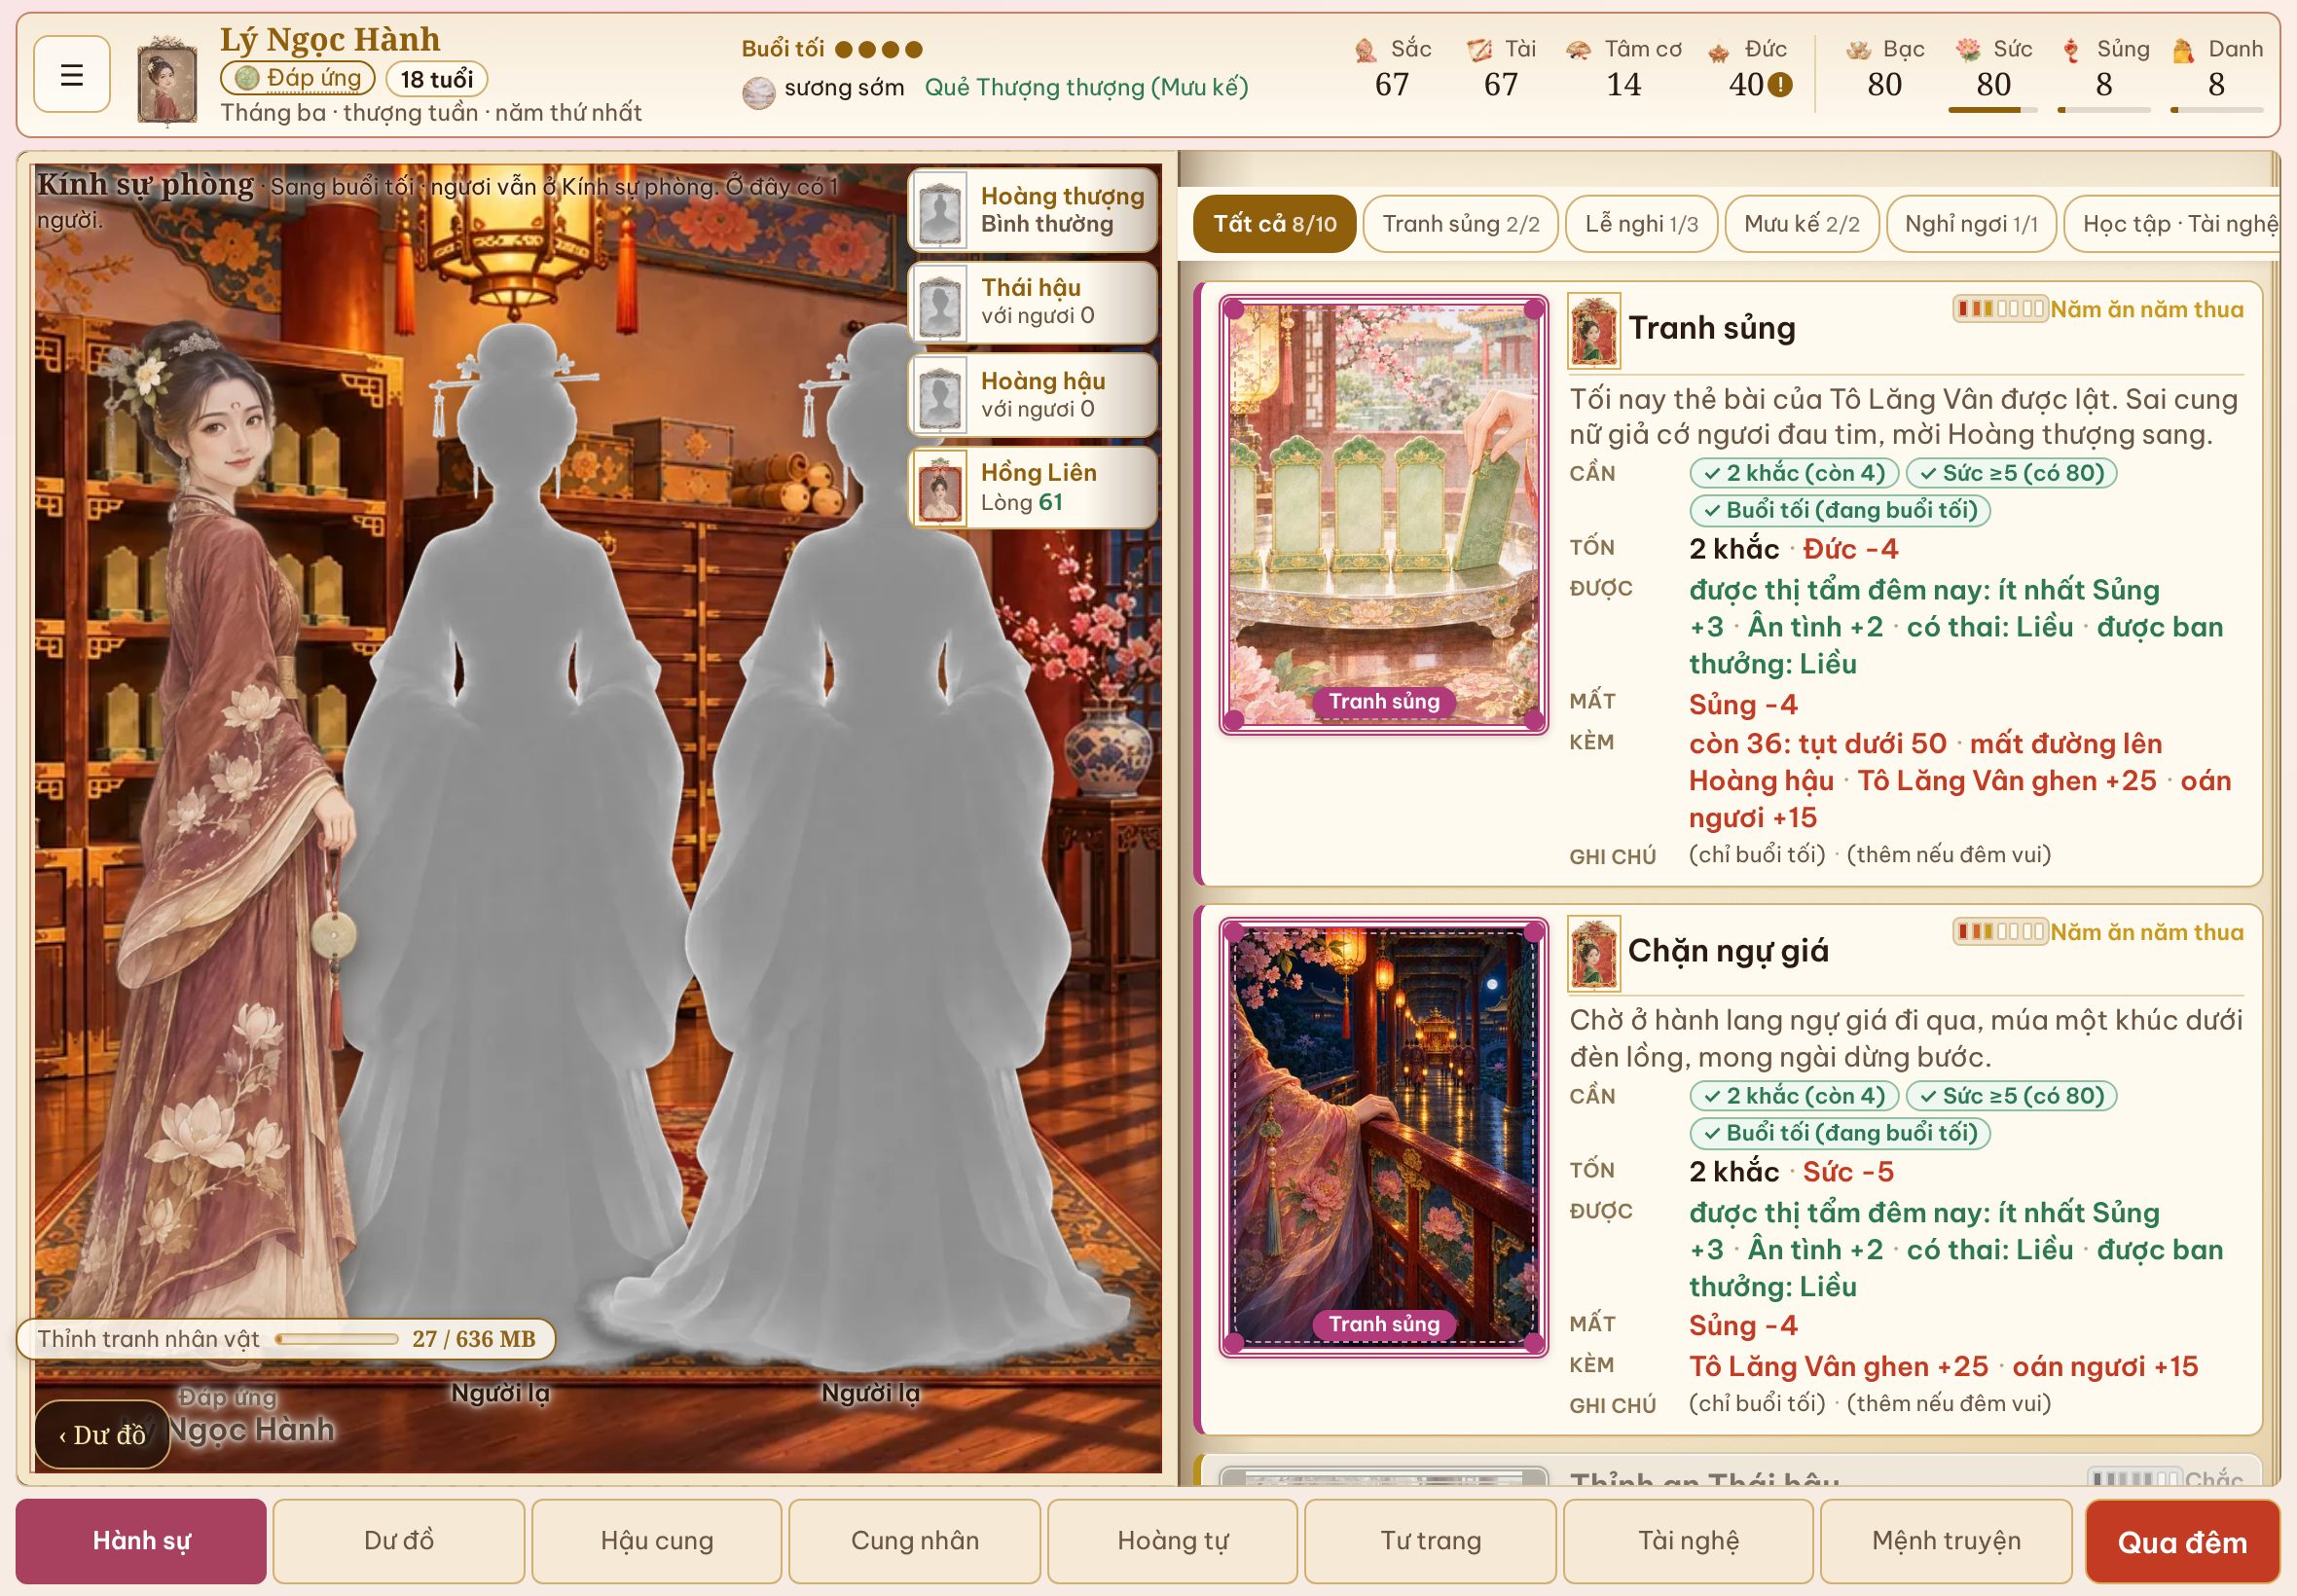 Lý Ngọc Hành
Đáp ứng
18 tuổi
Tháng ba · thượng tuần · năm thứ nhất
Buổi tối
sương sớm
Quẻ Thượng thượng (Mưu kế)
Sắc
67
Tài
67
Tâm cơ
14
Đức
40
!
Bạc
80
Sức
80
Sủng
8
Danh
8
Kính sự phòng · Sang buổi tối · ngươi vẫn ở Kính sự phòng. Ở đây có 1
người.
Hoàng thượng
Bình thường
Thái hậu
với ngươi 0
Hoàng hậu
với ngươi 0
Hồng Liên
Lòng 61
Thỉnh tranh nhân vật
27 / 636 MB
Đáp ứng
Ngọc Hành
Người lạ
Người lạ
‹ Dư đồ
Tất cả 8/10
Tranh sủng 2/2
Lễ nghi 1/3
Mưu kế 2/2
Nghỉ ngơi 1/1
Học tập · Tài nghệ
Tranh sủng
Tranh sủng
Năm ăn năm thua
Tối nay thẻ bài của Tô Lăng Vân được lật. Sai cung
nữ giả cớ ngươi đau tim, mời Hoàng thượng sang.
CẦN
✓ 2 khắc (còn 4)
✓ Sức ≥5 (có 80)
✓ Buổi tối (đang buổi tối)
TỐN
2 khắc · Đức -4
ĐƯỢC
được thị tẩm đêm nay: ít nhất Sủng
+3 · Ân tình +2 · có thai: Liều · được ban
thưởng: Liều
MẤT
Sủng -4
KÈM
còn 36: tụt dưới 50 · mất đường lên
Hoàng hậu · Tô Lăng Vân ghen +25 · oán
ngươi +15
GHI CHÚ
(chỉ buổi tối) · (thêm nếu đêm vui)
Tranh sủng
Chặn ngự giá
Năm ăn năm thua
Chờ ở hành lang ngự giá đi qua, múa một khúc dưới
đèn lồng, mong ngài dừng bước.
CẦN
✓ 2 khắc (còn 4)
✓ Sức ≥5 (có 80)
✓ Buổi tối (đang buổi tối)
TỐN
2 khắc · Sức -5
ĐƯỢC
được thị tẩm đêm nay: ít nhất Sủng
+3 · Ân tình +2 · có thai: Liều · được ban
thưởng: Liều
MẤT
Sủng -4
KÈM
Tô Lăng Vân ghen +25 · oán ngươi +15
GHI CHÚ
(chỉ buổi tối) · (thêm nếu đêm vui)
Thỉnh an Thái hậu
Chắc
Hành sự
Dư đồ
Hậu cung
Cung nhân
Hoàng tự
Tư trang
Tài nghệ
Mệnh truyện
Qua đêm